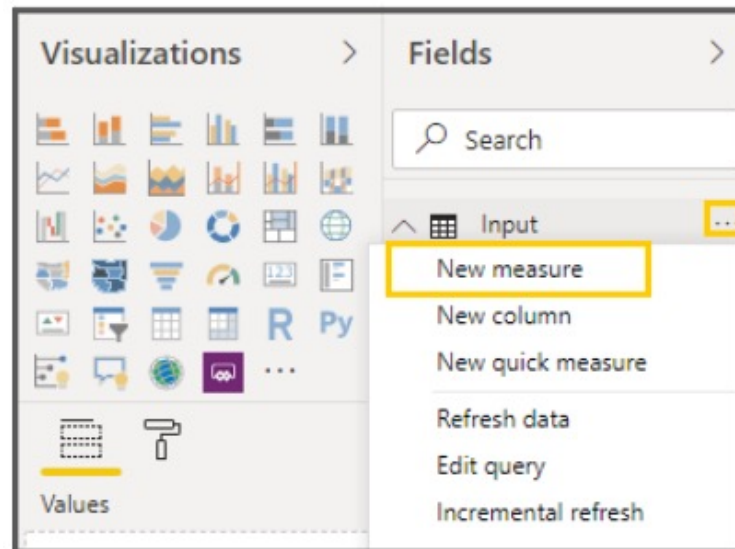 Visualizations
Fields
Search
Input
New measure
New column
New quick measure
Refresh data
Edit query
Incremental refresh
123
R
Py
Values